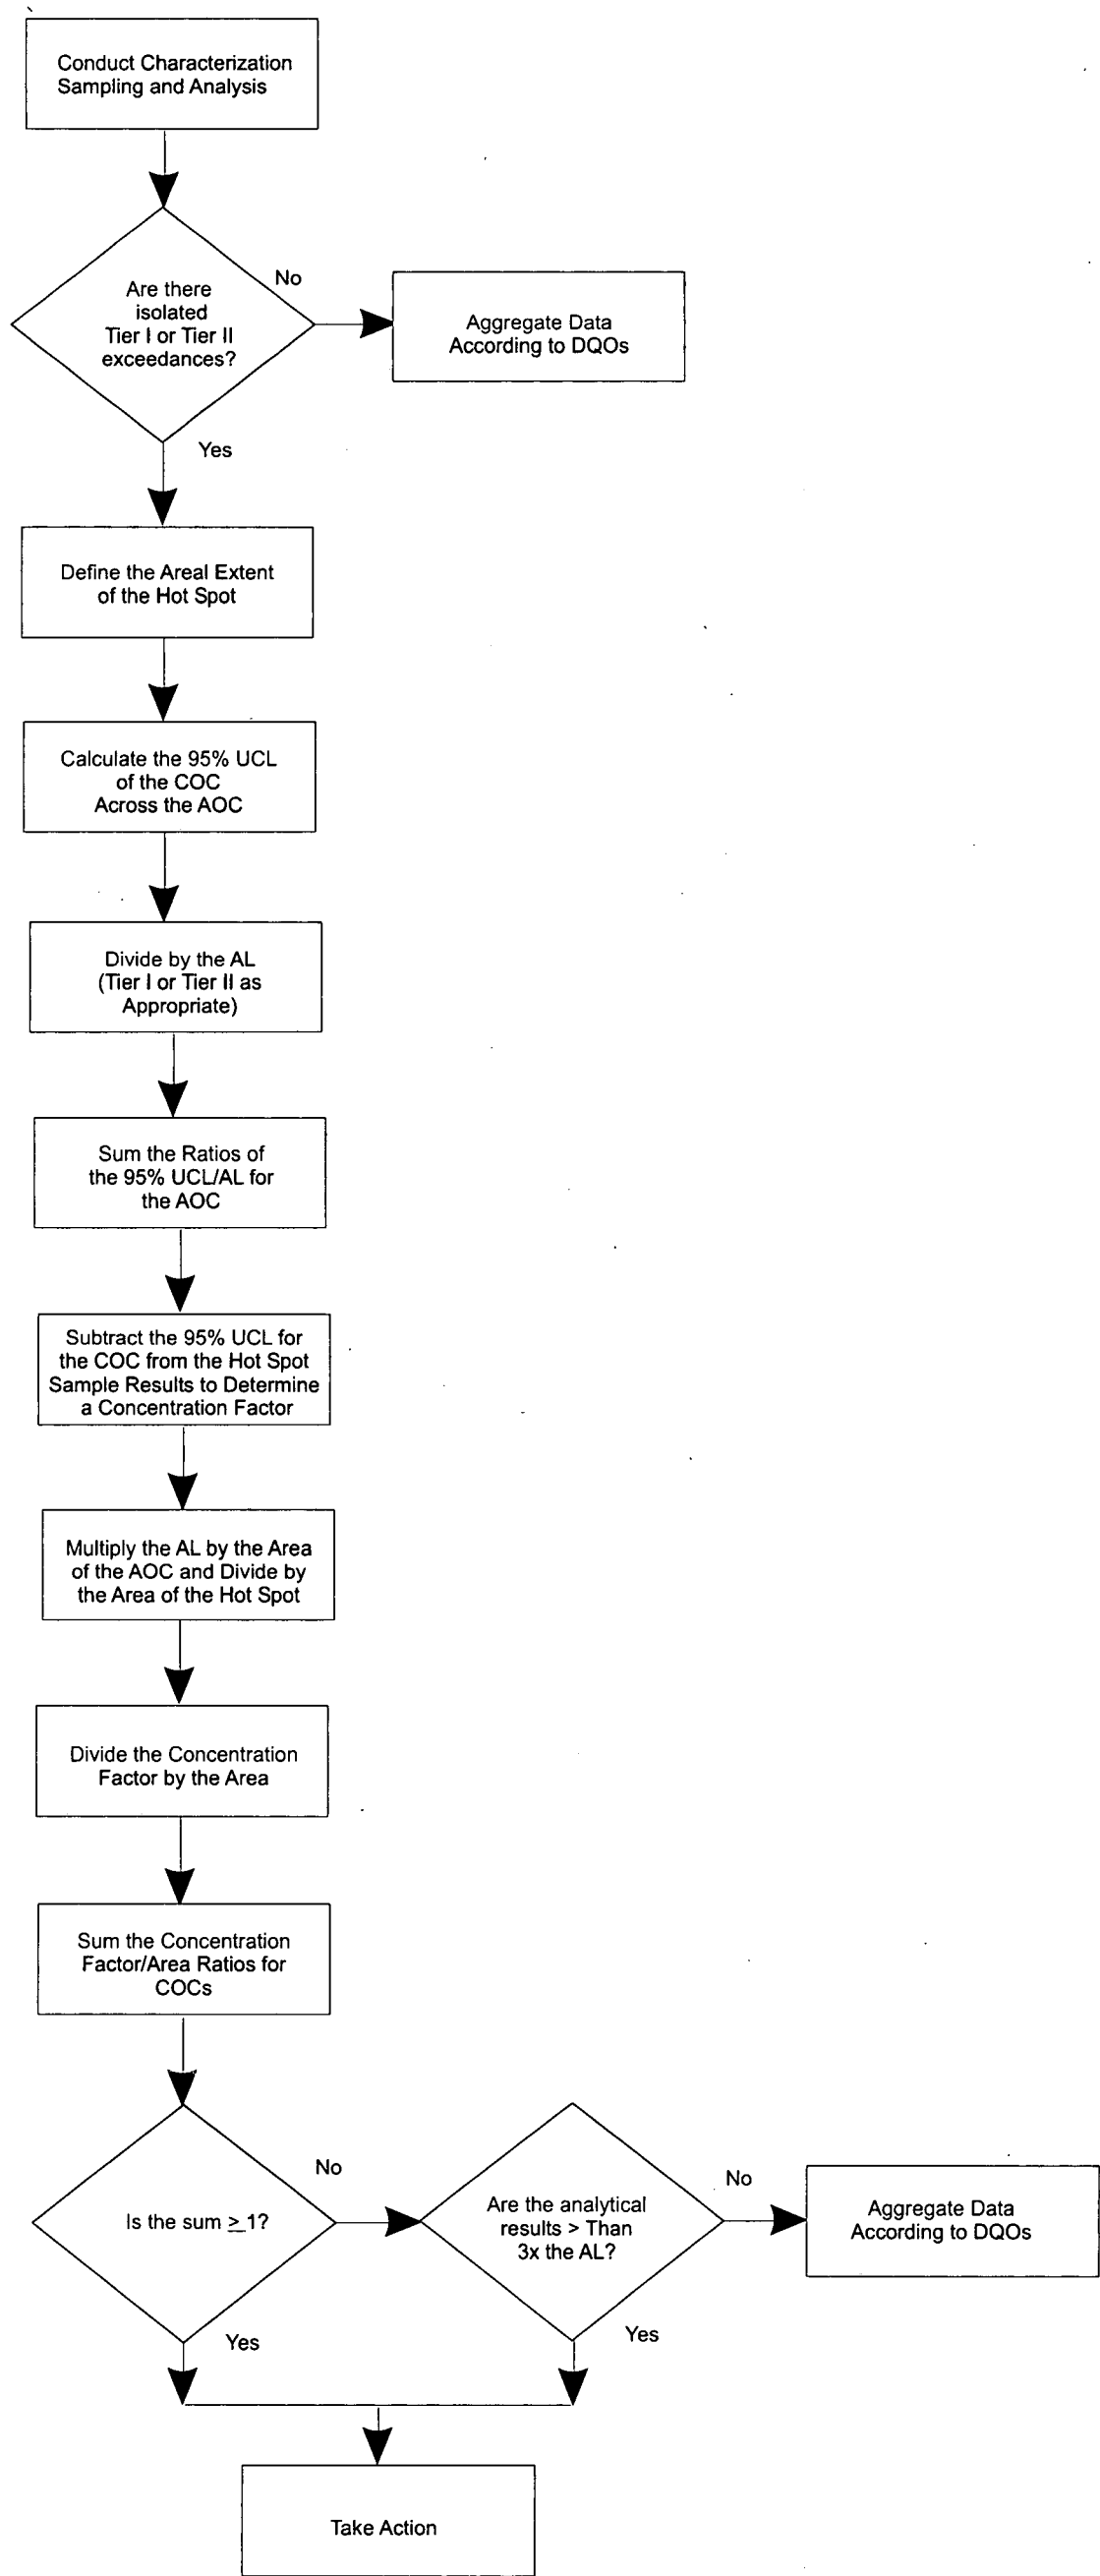 Conduct Characterization
Sampling and Analysis
Are there
isolated
Tier I or Tier II
exceedances?
No
Aggregate Data
According to DQOs
Yes
Define the Areal Extent
of the Hot Spot
Calculate the 95% UCL
of the COC
Across the AOC
Divide by the AL
(Tier I or Tier II as
Appropriate)
Sum the Ratios of
the 95% UCL/AL for
the AOC
Subtract the 95% UCL for
the COC from the Hot Spot
Sample Results to Determine
a Concentration Factor
Multiply the AL by the Area
of the AOC and Divide by
the Area of the Hot Spot
Divide the Concentration
Factor by the Area
Sum the Concentration
Factor/Area Ratios for
COCs
Is the sum ≥ 1?
No
Are the analytical
results > Than
3x the AL?
No
Aggregate Data
According to DQOs
Yes
Yes
Take Action